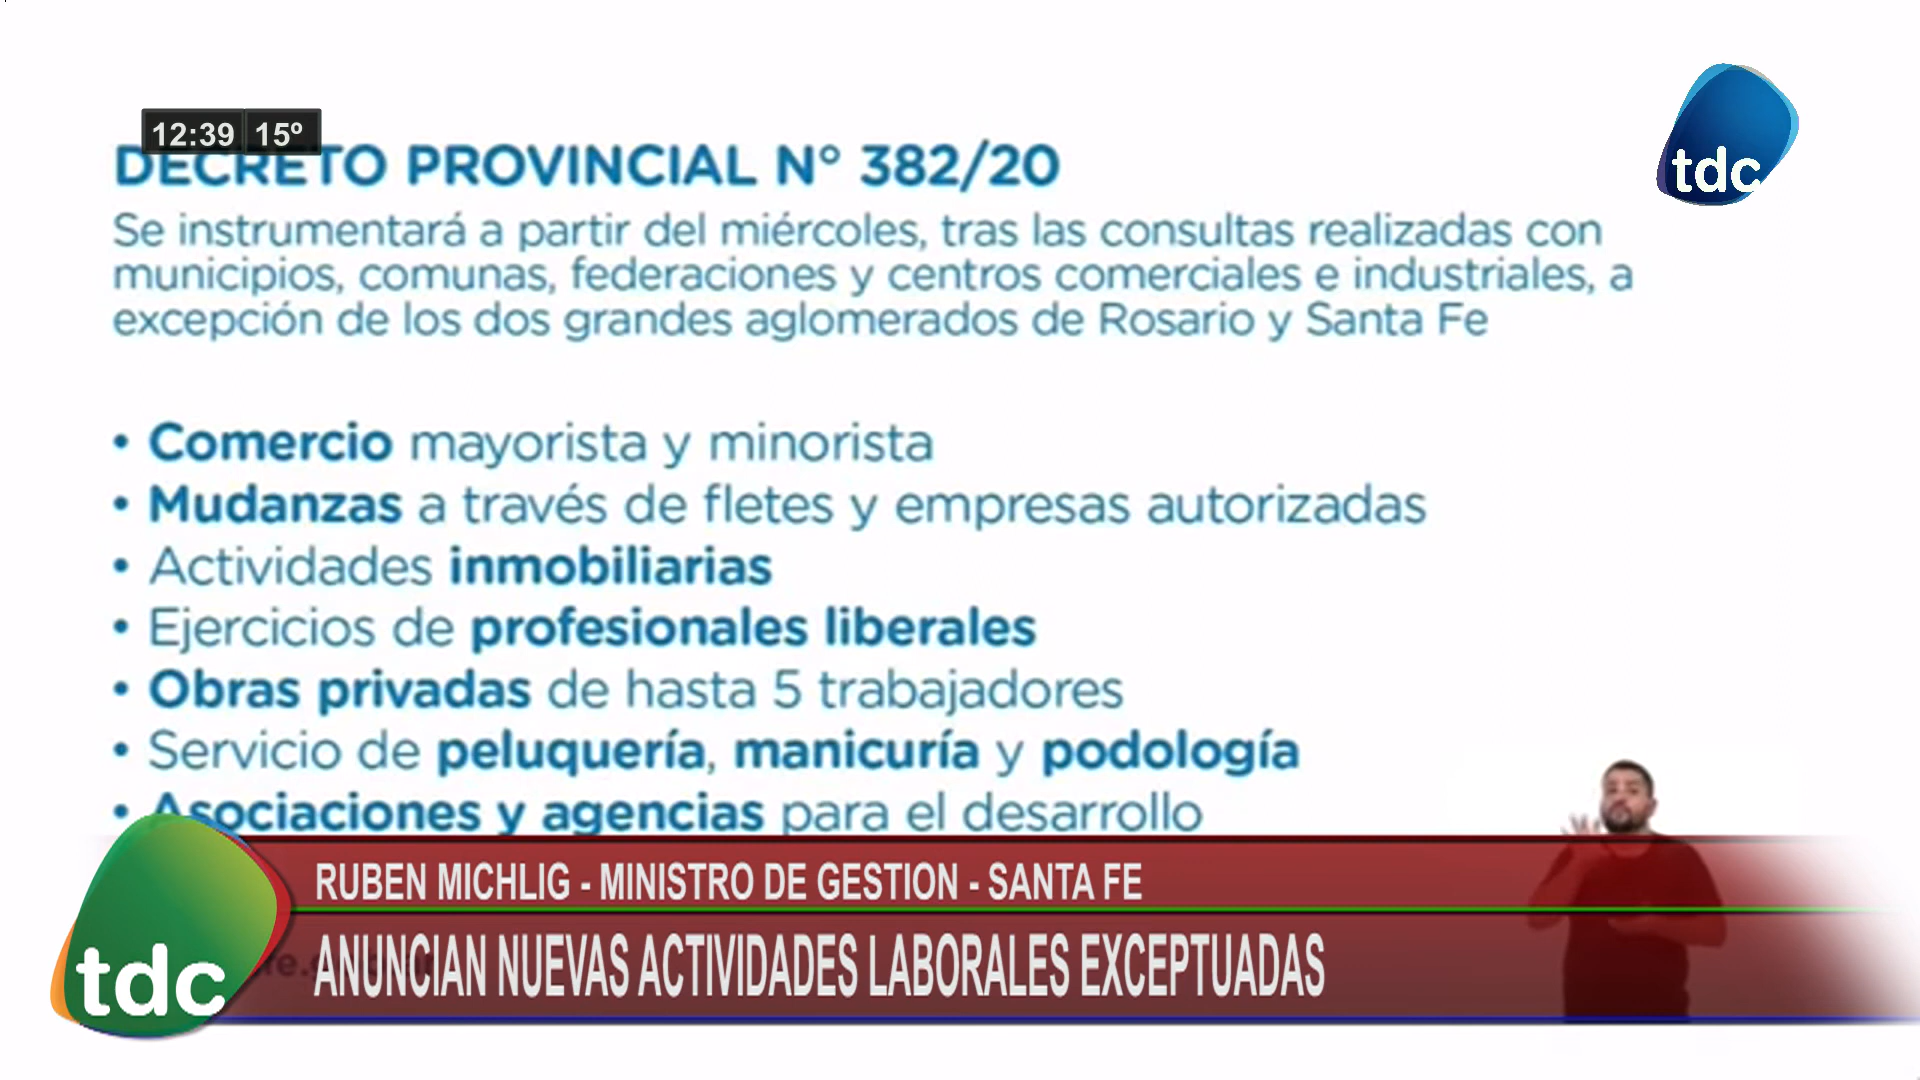 12:39 15º
tdc
DECRETO PROVINCIAL N° 382/20
Se instrumentará a partir del miércoles, tras las consultas realizadas con
municipios, comunas, federaciones y centros comerciales e industriales, a
excepción de los dos grandes aglomerados de Rosario y Santa Fe
• Comercio mayorista y minorista
• Mudanzas a través de fletes y empresas autorizadas
• Actividades inmobiliarias
• Ejercicios de profesionales liberales
• Obras privadas de hasta 5 trabajadores
• Servicio de peluquería, manicuría y podología
• Asociaciones y agencias para el desarrollo
RUBEN MICHLIG - MINISTRO DE GESTION - SANTA FE
ANUNCIAN NUEVAS ACTIVIDADES LABORALES EXCEPTUADAS
tdc